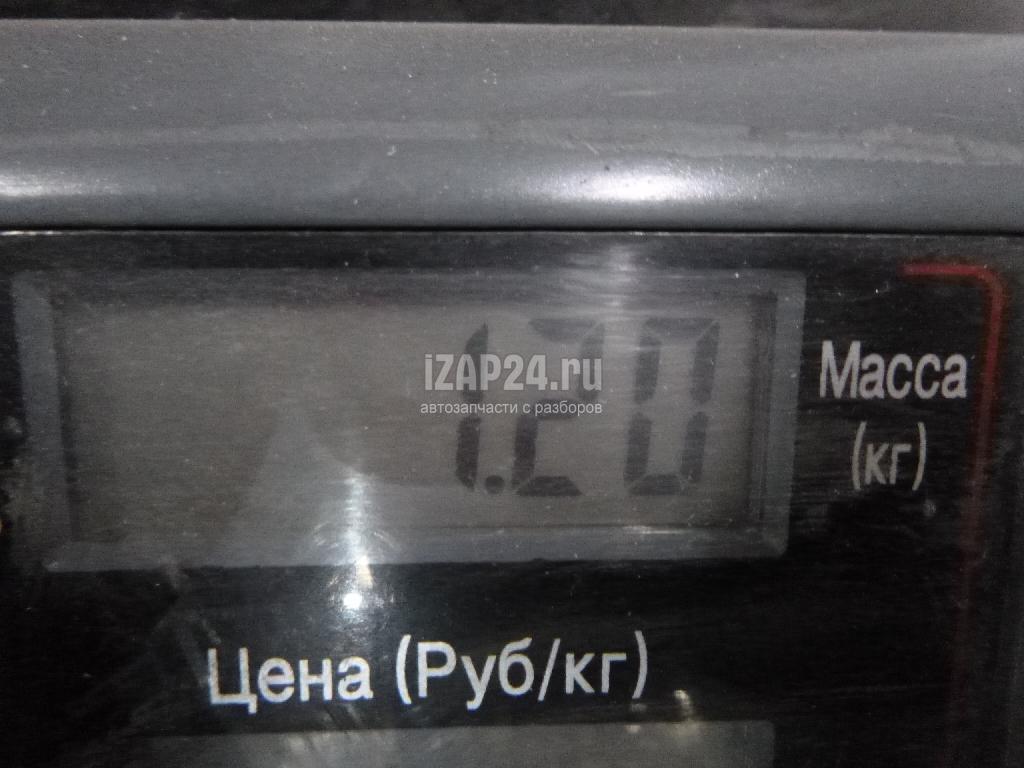 1.20
iZAP24.ru
автозапчасти с разборов
Масса
(кг)
Цена (Руб/кг)